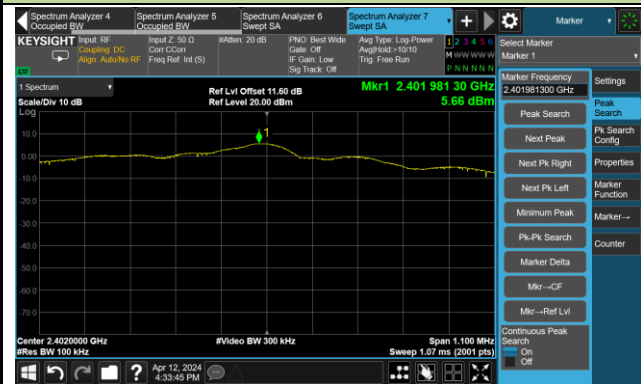 Spectrum Analyzer 4
Occupied BW
Spectrum Analyzer 5
Occupied BW
Spectrum Analyzer 6
Swept SA
Spectrum Analyzer 7
Swept SA
Marker
KEYSIGHT
Input: RF
Coupling: DC
Align: Auto/No RF
Input Z: 50 Ω
Corr CCorr
Freq Ref: Int (S)
#Atten: 20 dB
PNO: Best Wide
Gate: Off
IF Gain: Low
Sig Track: Off
Avg Type: Log-Power
Avg|Hold:>10/10
Trig: Free Run
1 2 3 4 5 6
M W W W W W
P N N N N N
LXI
Select Marker
Marker 1
1 Spectrum
Scale/Div 10 dB
Log
Ref Lvl Offset 11.60 dB
Ref Level 20.00 dBm
Mkr1 2.401 981 30 GHz
5.66 dBm
1
10.0
0.00
-10.0
-20.0
-30.0
-40.0
-50.0
-60.0
-70.0
Center 2.4020000 GHz
#Res BW 100 kHz
#Video BW 300 kHz
Span 1.100 MHz
Sweep 1.07 ms (2001 pts)
Marker Frequency
2.401981300 GHz
Peak Search
Next Peak
Next Pk Right
Next Pk Left
Minimum Peak
Pk-Pk Search
Marker Delta
Mkr→CF
Mkr→Ref Lvl
Continuous Peak
Search
On
Off
Settings
Peak
Search
Pk Search
Config
Properties
Marker
Function
Marker→
Counter
Apr 12, 2024
4:33:45 PM